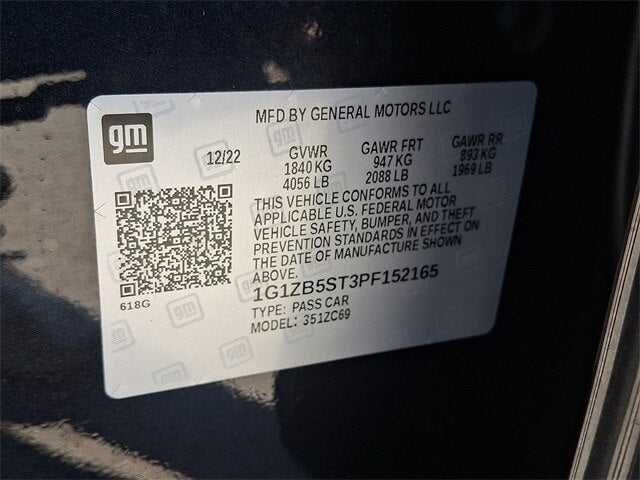 gm
MFD BY GENERAL MOTORS LLC
12/22
GVWR GAWR FRT GAWR RR
1840 KG 947 KG 893 KG
4056 LB 2088 LB 1969 LB
THIS VEHICLE CONFORMS TO ALL
APPLICABLE U.S. FEDERAL MOTOR
VEHICLE SAFETY, BUMPER, AND THEFT
PREVENTION STANDARDS IN EFFECT ON
THE DATE OF MANUFACTURE SHOWN
ABOVE.
1G1ZB5ST3PF152165
TYPE: PASS CAR
MODEL: 351ZC69
618G